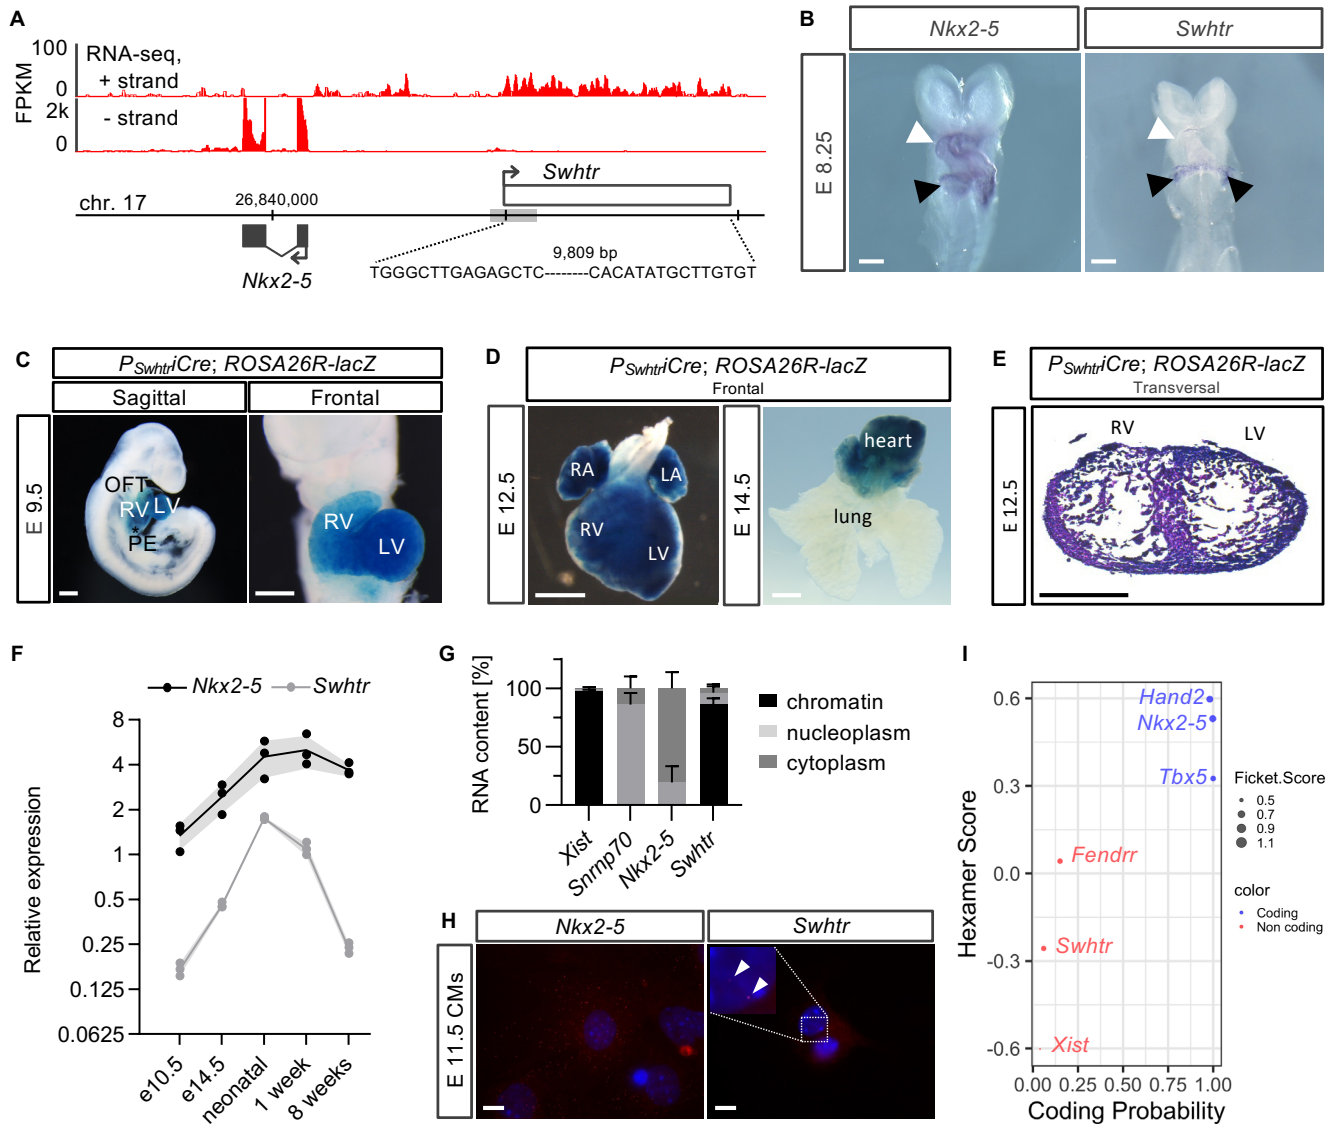 A
100
RNA-seq,
+ strand
0
FPKM
2k
- strand
0
Swhtr
chr. 17
26,840,000
9,809 bp
Nkx2-5
TGGGCTTGAGAGCTC--------CACATATGCTTGTGT
B
Nkx2-5
Swhtr
E 8.25
C
PSwhtriCre; ROSA26R-lacZ
Sagittal
Frontal
E 9.5
OFT
RV
LV
*
PE
RV
LV
D
PSwhtriCre; ROSA26R-lacZ
Frontal
E 12.5
RA
LA
RV
LV
E 14.5
heart
lung
E
PSwhtriCre; ROSA26R-lacZ
Transversal
E 12.5
RV
LV
F
Nkx2-5
Swhtr
Relative expression
8
4
2
1
0.5
0.25
0.125
0.0625
e10.5
e14.5
neonatal
1 week
8 weeks
G
RNA content [%]
100
50
0
Xist
Snrnp70
Nkx2-5
Swhtr
chromatin
nucleoplasm
cytoplasm
H
Nkx2-5
Swhtr
E 11.5 CMs
I
Hexamer Score
0.6
0.3
0.0
-0.3
-0.6
Hand2
Nkx2-5
Tbx5
Fendrr
Swhtr
Xist
0.00
0.25
0.50
0.75
1.00
Coding Probability
Ficket.Score
0.5
0.7
0.9
1.1
color
Coding
Non coding